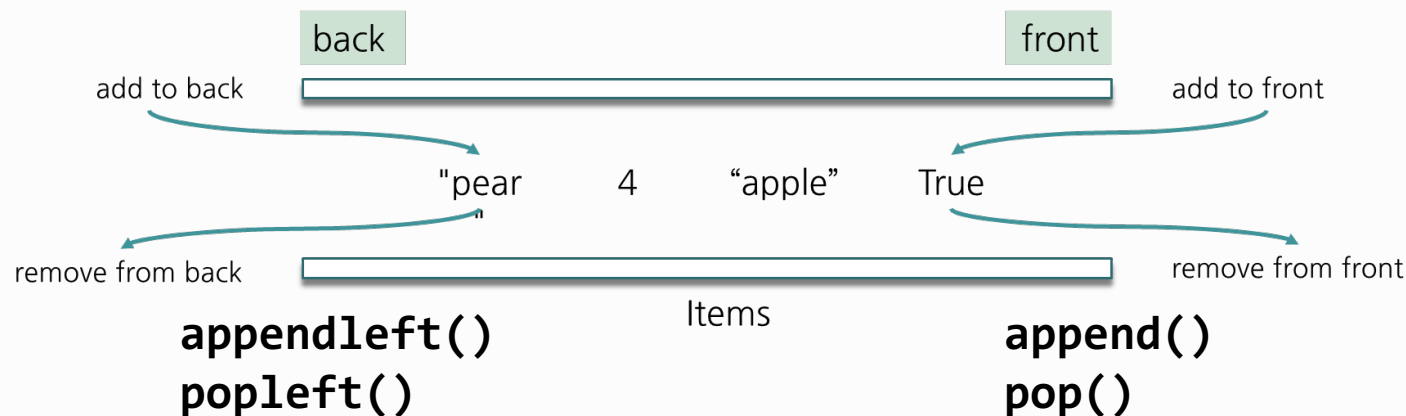 back front
add to back add to front
"pear 4 “apple” True
"
remove from back remove from front
Items
appendleft() append()
popleft() pop()